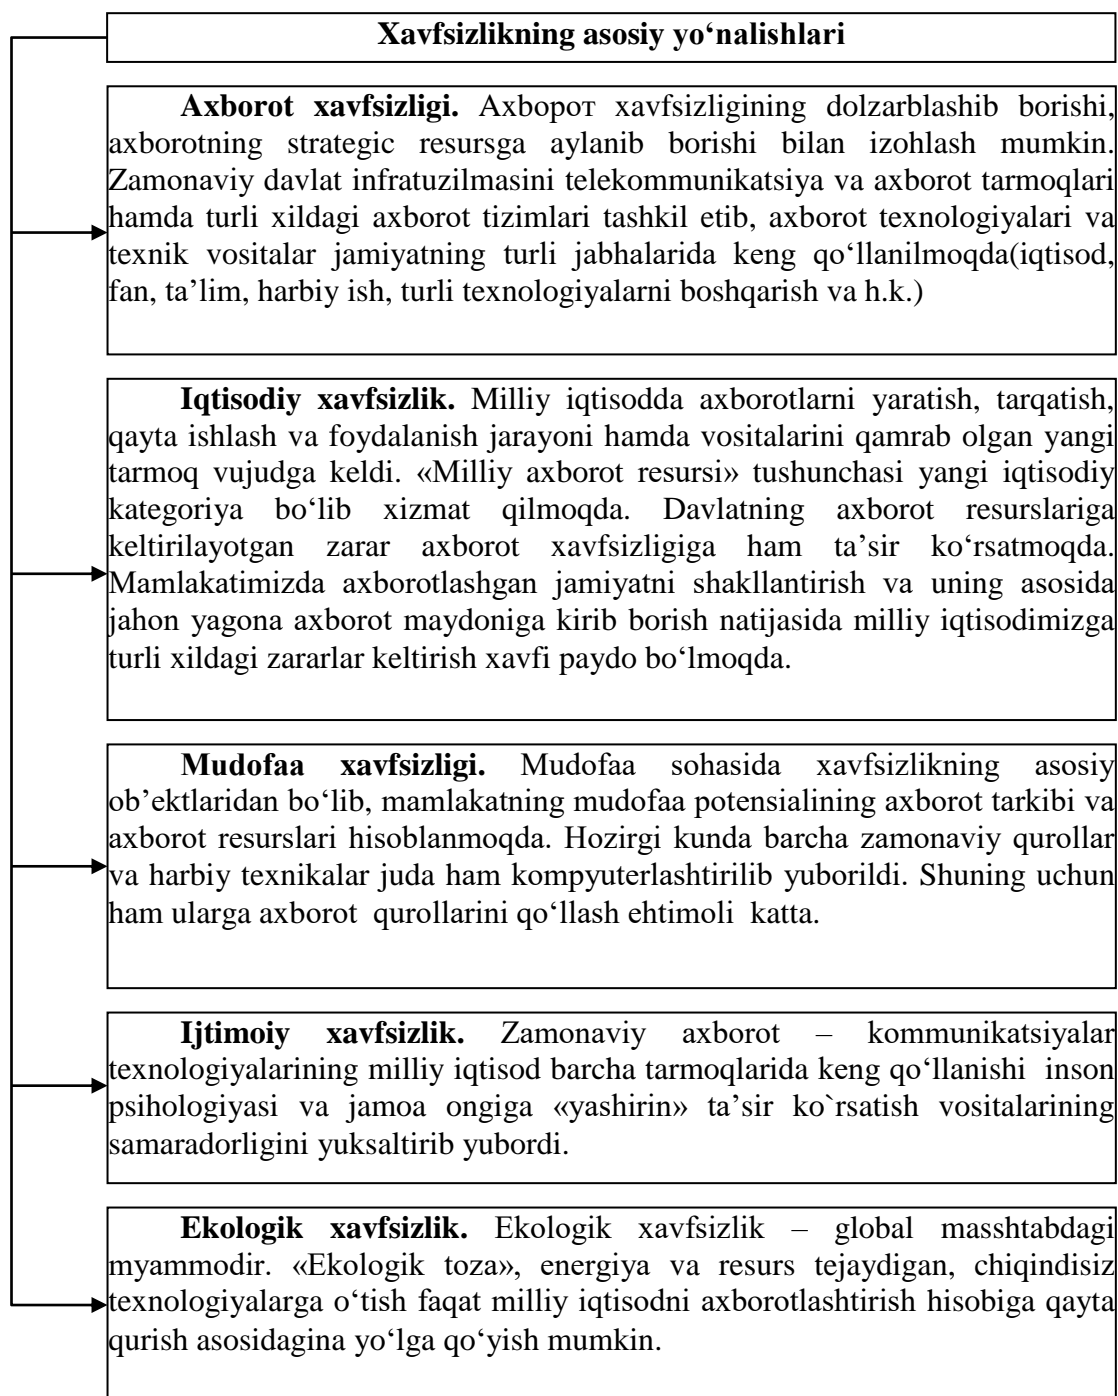 Xavfsizlikning asosiy yo‘nalishlari
Axborot xavfsizligi. Axборот xavfsizligining dolzarblashib borishi,
axborotning strategic resursga aylanib borishi bilan izohlash mumkin.
Zamonaviy davlat infratuzilmasini telekommunikatsiya va axborot tarmoqlari
hamda turli xildagi axborot tizimlari tashkil etib, axborot texnologiyalari va
texnik vositalar jamiyatning turli jabhalarida keng qo‘llanilmoqda(iqtisod,
fan, ta’lim, harbiy ish, turli texnologiyalarni boshqarish va h.k.)
Iqtisodiy xavfsizlik. Milliy iqtisodda axborotlarni yaratish, tarqatish,
qayta ishlash va foydalanish jarayoni hamda vositalarini qamrab olgan yangi
tarmoq vujudga keldi. «Milliy axborot resursi» tushunchasi yangi iqtisodiy
kategoriya bo‘lib xizmat qilmoqda. Davlatning axborot resurslariga
keltirilayotgan zarar axborot xavfsizligiga ham ta’sir ko‘rsatmoqda.
Mamlakatimizda axborotlashgan jamiyatni shakllantirish va uning asosida
jahon yagona axborot maydoniga kirib borish natijasida milliy iqtisodimizga
turli xildagi zararlar keltirish xavfi paydo bo‘lmoqda.
Mudofaa xavfsizligi. Mudofaa sohasida xavfsizlikning asosiy
ob’ektlaridan bo‘lib, mamlakatning mudofaa potensialining axborot tarkibi va
axborot resurslari hisoblanmoqda. Hozirgi kunda barcha zamonaviy qurollar
va harbiy texnikalar juda ham kompyuterlashtirilib yuborildi. Shuning uchun
ham ularga axborot qurollarini qo‘llash ehtimoli katta.
Ijtimoiy xavfsizlik. Zamonaviy axborot – kommunikatsiyalar
texnologiyalarining milliy iqtisod barcha tarmoqlarida keng qo‘llanishi inson
psihologiyasi va jamoa ongiga «yashirin» ta’sir ko`rsatish vositalarining
samaradorligini yuksaltirib yubordi.
Ekologik xavfsizlik. Ekologik xavfsizlik – global masshtabdagi
myammodir. «Ekologik toza», energiya va resurs tejaydigan, chiqindisiz
texnologiyalarga o‘tish faqat milliy iqtisodni axborotlashtirish hisobiga qayta
qurish asosidagina yo‘lga qo‘yish mumkin.